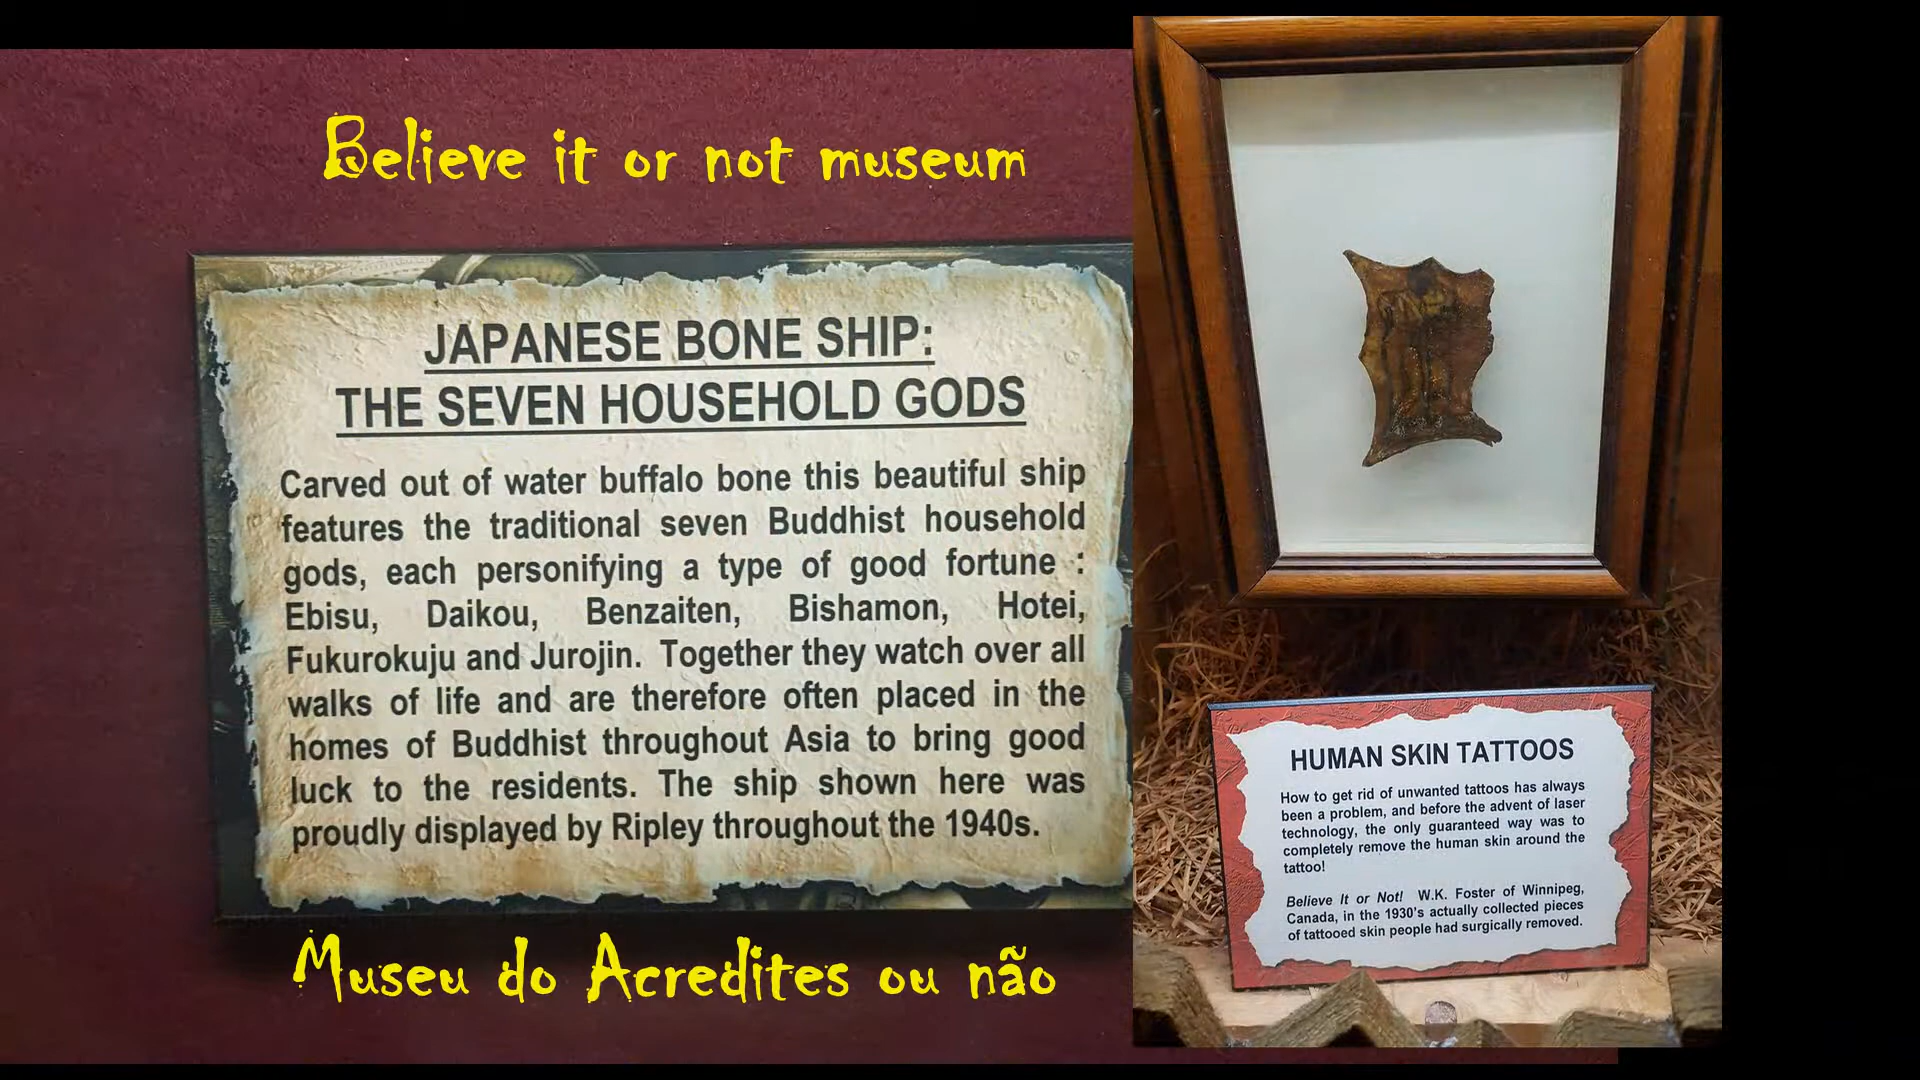 Believe it or not museum
JAPANESE BONE SHIP:
THE SEVEN HOUSEHOLD GODS
Carved out of water buffalo bone this beautiful ship
features the traditional seven Buddhist household
gods, each personifying a type of good fortune :
Ebisu, Daikou, Benzaiten, Bishamon, Hotei,
Fukurokuju and Jurojin. Together they watch over all
walks of life and are therefore often placed in the
homes of Buddhist throughout Asia to bring good
luck to the residents. The ship shown here was
proudly displayed by Ripley throughout the 1940s.
Museu do Acredites ou não
HUMAN SKIN TATTOOS
How to get rid of unwanted tattoos has always
been a problem, and before the advent of laser
technology, the only guaranteed way was to
completely remove the human skin around the
tattoo!
Believe It or Not! W.K. Foster of Winnipeg,
Canada, in the 1930's actually collected pieces
of tattooed skin people had surgically removed.